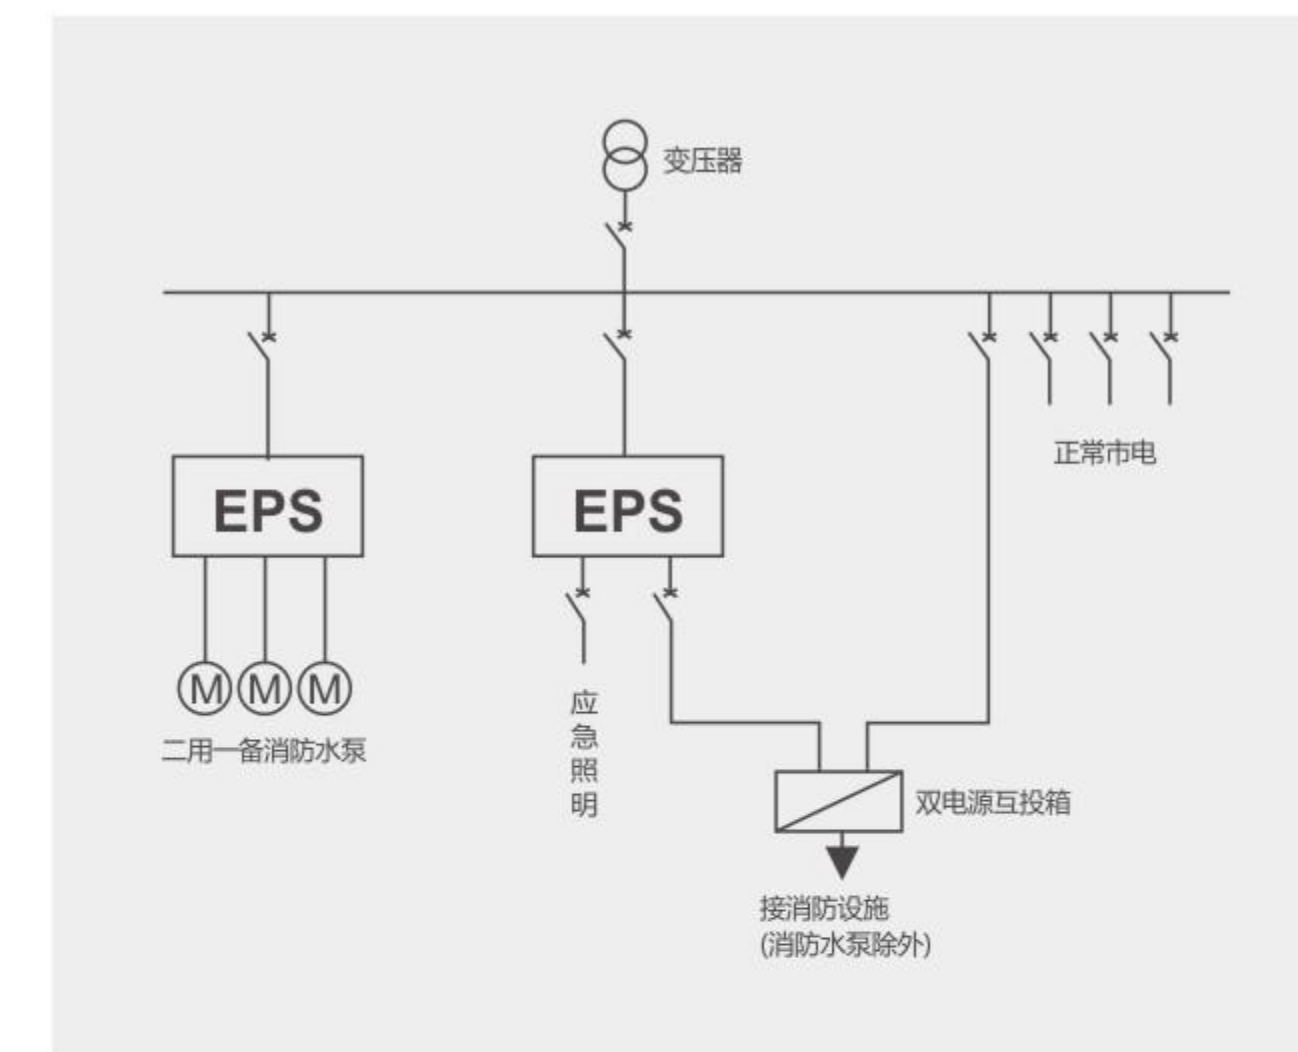 变压器
正常市电
EPS
EPS
M M M
二用一备消防水泵
应急照明
双电源互投箱
接消防设施
(消防水泵除外)